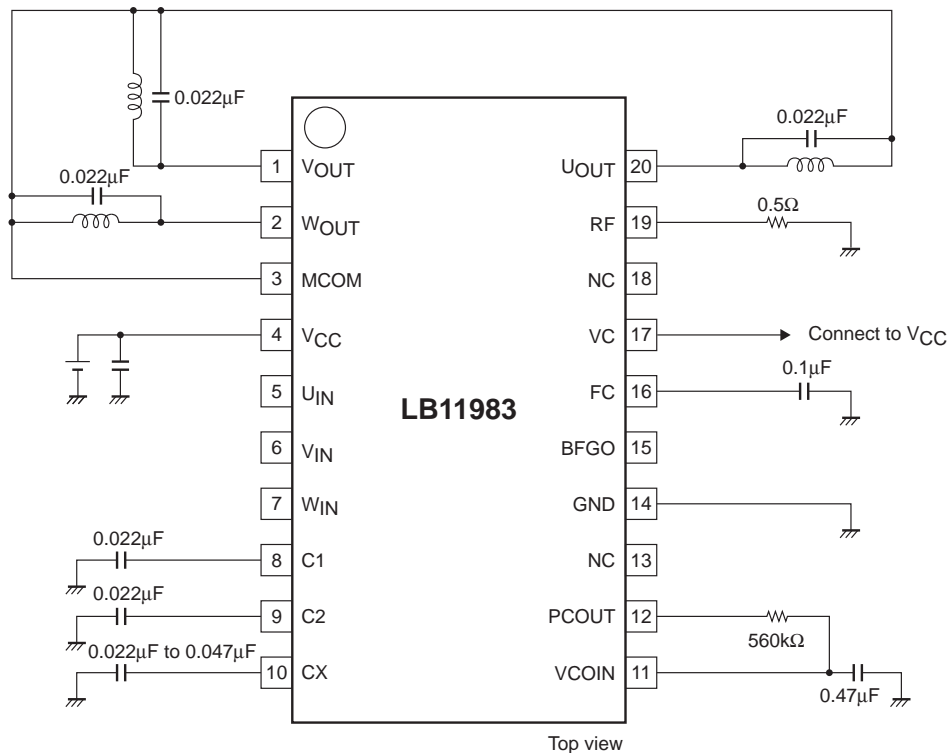 0.022μF
0.022μF
0.022μF
1 VOUT
UOUT 20
2 WOUT
RF 19
0.5Ω
3 MCOM
NC 18
4 VCC
VC 17
Connect to VCC
5 UIN
FC 16
0.1μF
LB11983
6 VIN
BFGO 15
7 WIN
GND 14
0.022μF
8 C1
NC 13
0.022μF
9 C2
PCOUT 12
560kΩ
0.022μF to 0.047μF
10 CX
VCOIN 11
0.47μF
Top view